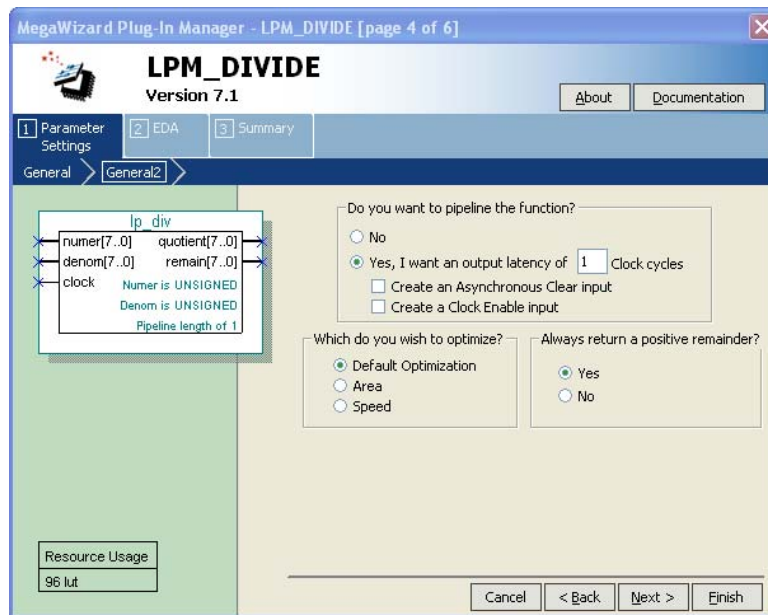 MegaWizard Plug-In Manager - LPM_DIVIDE [page 4 of 6]
LPM_DIVIDE
Version 7.1
About
Documentation
1 Parameter Settings
2 EDA
3 Summary
General
General2
lp_div
numer[7..0] quotient[7..0]
denom[7..0] remain[7..0]
clock
Numer is UNSIGNED
Denom is UNSIGNED
Pipeline length of 1
Do you want to pipeline the function?
No
Yes, I want an output latency of 1 Clock cycles
Create an Asynchronous Clear input
Create a Clock Enable input
Which do you wish to optimize?
Default Optimization
Area
Speed
Always return a positive remainder?
Yes
No
Resource Usage
96 lut
Cancel
< Back
Next >
Finish